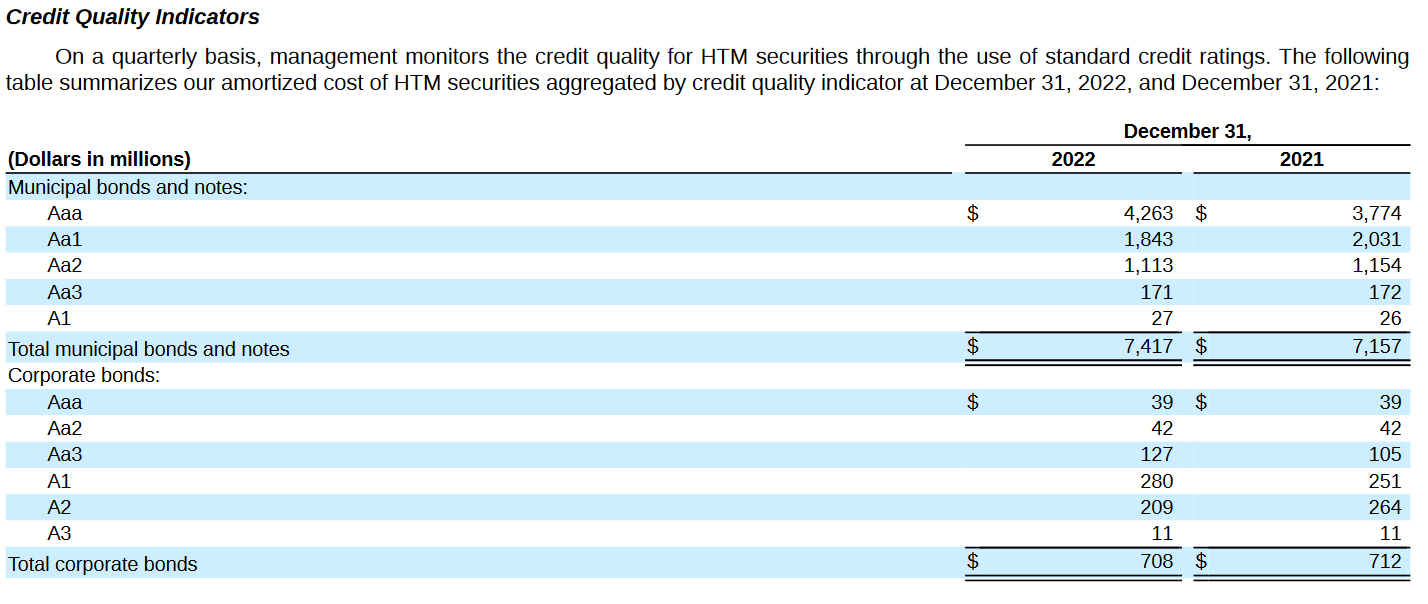 Credit Quality Indicators
On a quarterly basis, management monitors the credit quality for HTM securities through the use of standard credit ratings. The following
table summarizes our amortized cost of HTM securities aggregated by credit quality indicator at December 31, 2022, and December 31, 2021:
December 31,
(Dollars in millions) 2022 2021
Municipal bonds and notes:
Aaa $ 4,263 $ 3,774
Aa1 1,843 2,031
Aa2 1,113 1,154
Aa3 171 172
A1 27 26
Total municipal bonds and notes $ 7,417 $ 7,157
Corporate bonds:
Aaa $ 39 $ 39
Aa2 42 42
Aa3 127 105
A1 280 251
A2 209 264
A3 11 11
Total corporate bonds $ 708 $ 712